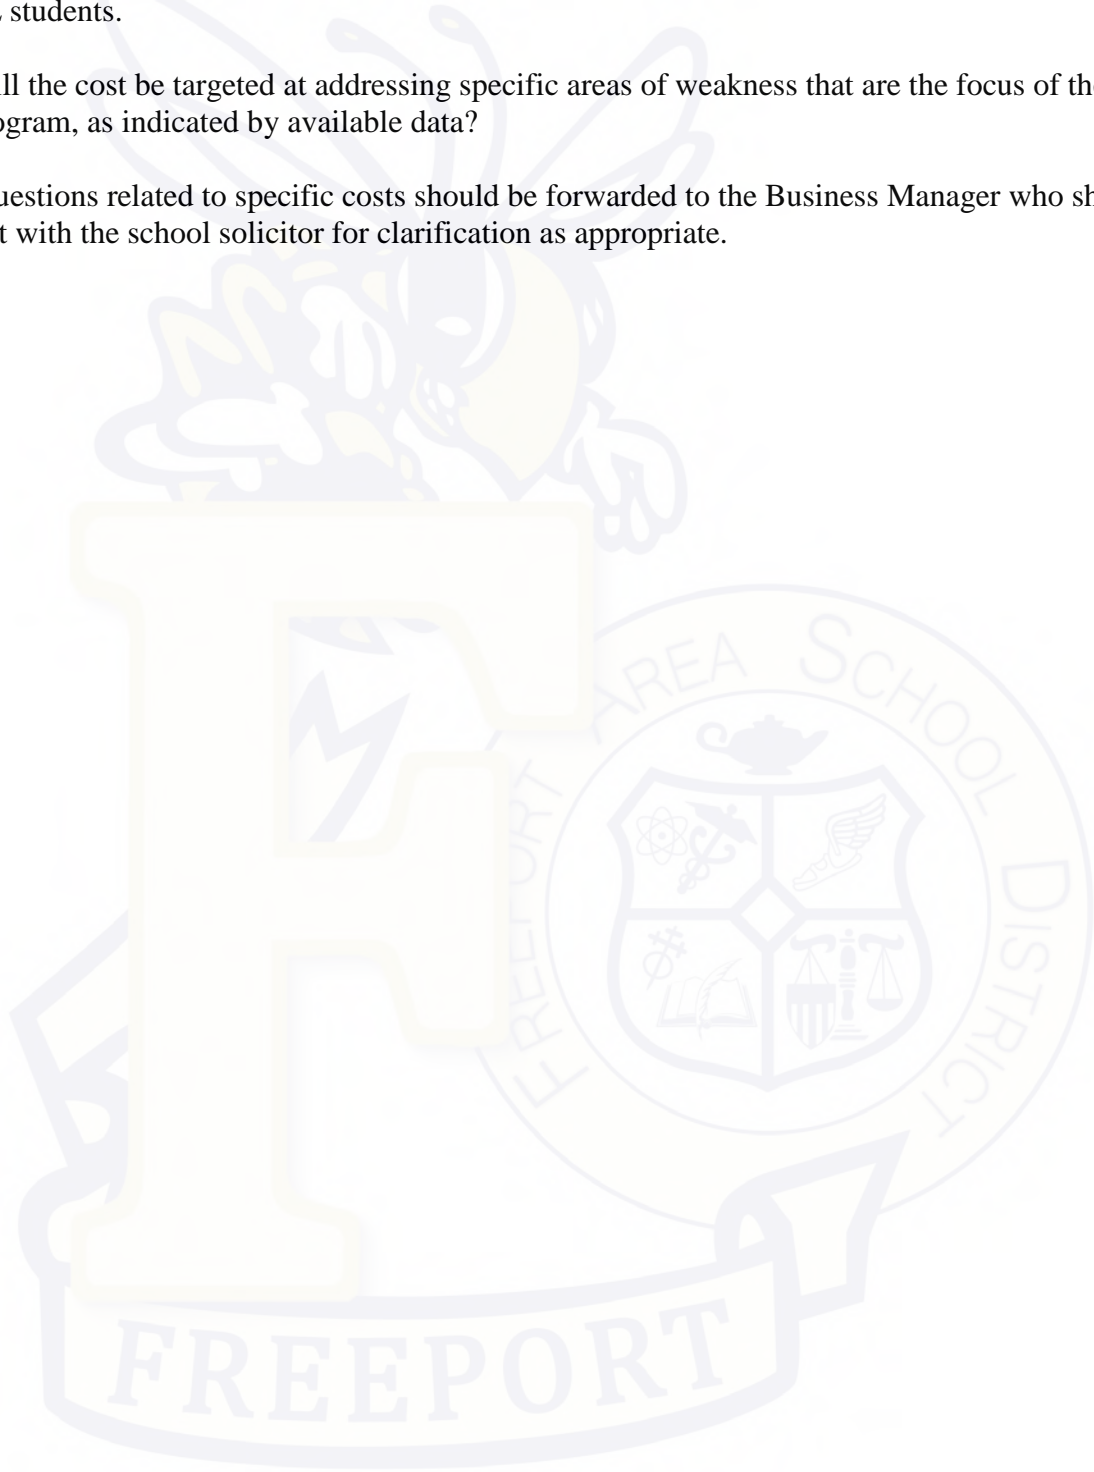 students.
ill the cost be targeted at addressing specific areas of weakness that are the focus of the
ogram, as indicated by available data?
uestions related to specific costs should be forwarded to the Business Manager who sh
t with the school solicitor for clarification as appropriate.
FREEPORT AREA SCHOOL DISTRICT
FREEPORT